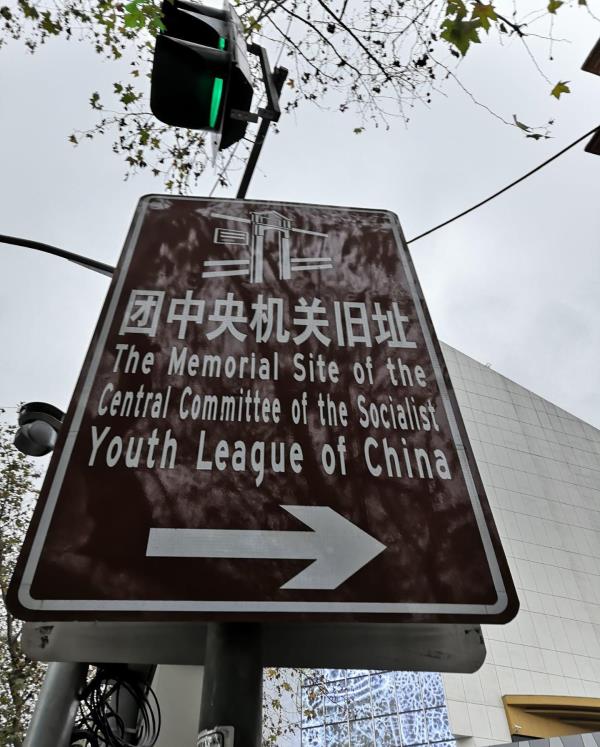 团中央机关旧址
The Memorial Site of the
Central Committee of the Socialist
Youth League of China